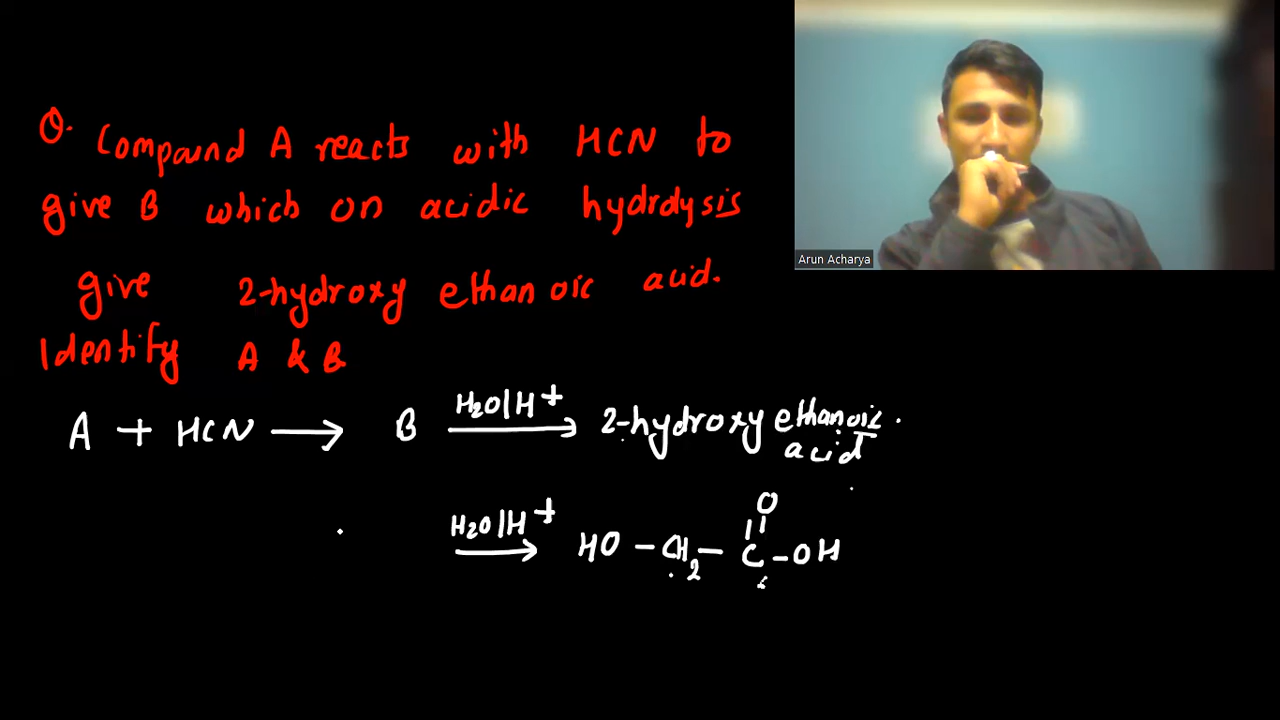 Q. Compound A reacts with HCN to
give B which on acidic hydrolysis
give 2-hydroxy ethanoic acid.
Identify A & B
A + HCN → B H2O/H+ → 2-hydroxy ethanoic
acid
H2O/H+ → HO - CH2 - C - OH
O
Arun Acharya